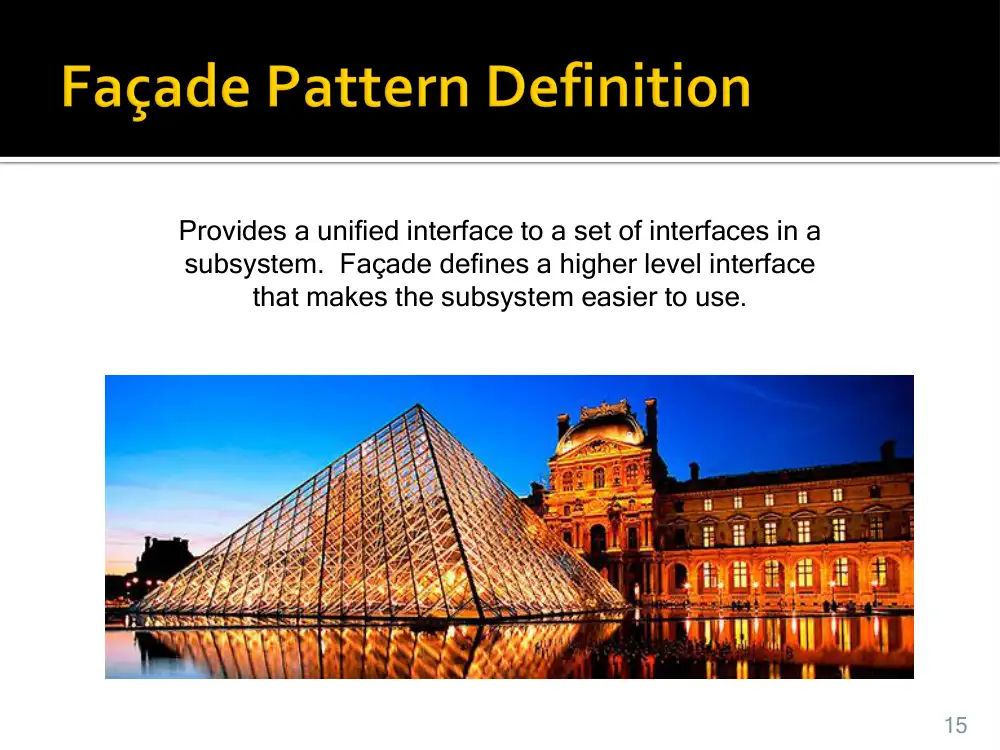 Façade Pattern Definition
Provides a unified interface to a set of interfaces in a
subsystem.  Façade defines a higher level interface
that makes the subsystem easier to use.
15